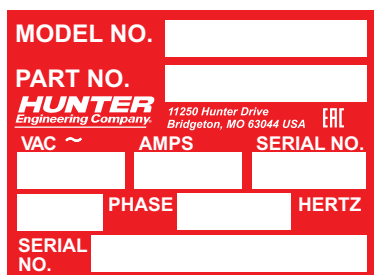 MODEL NO.
PART NO.
HUNTER
Engineering Company.
11250 Hunter Drive
Bridgeton, MO 63044 USA
EAC
VAC ~ AMPS SERIAL NO.
PHASE HERTZ
SERIAL
NO.